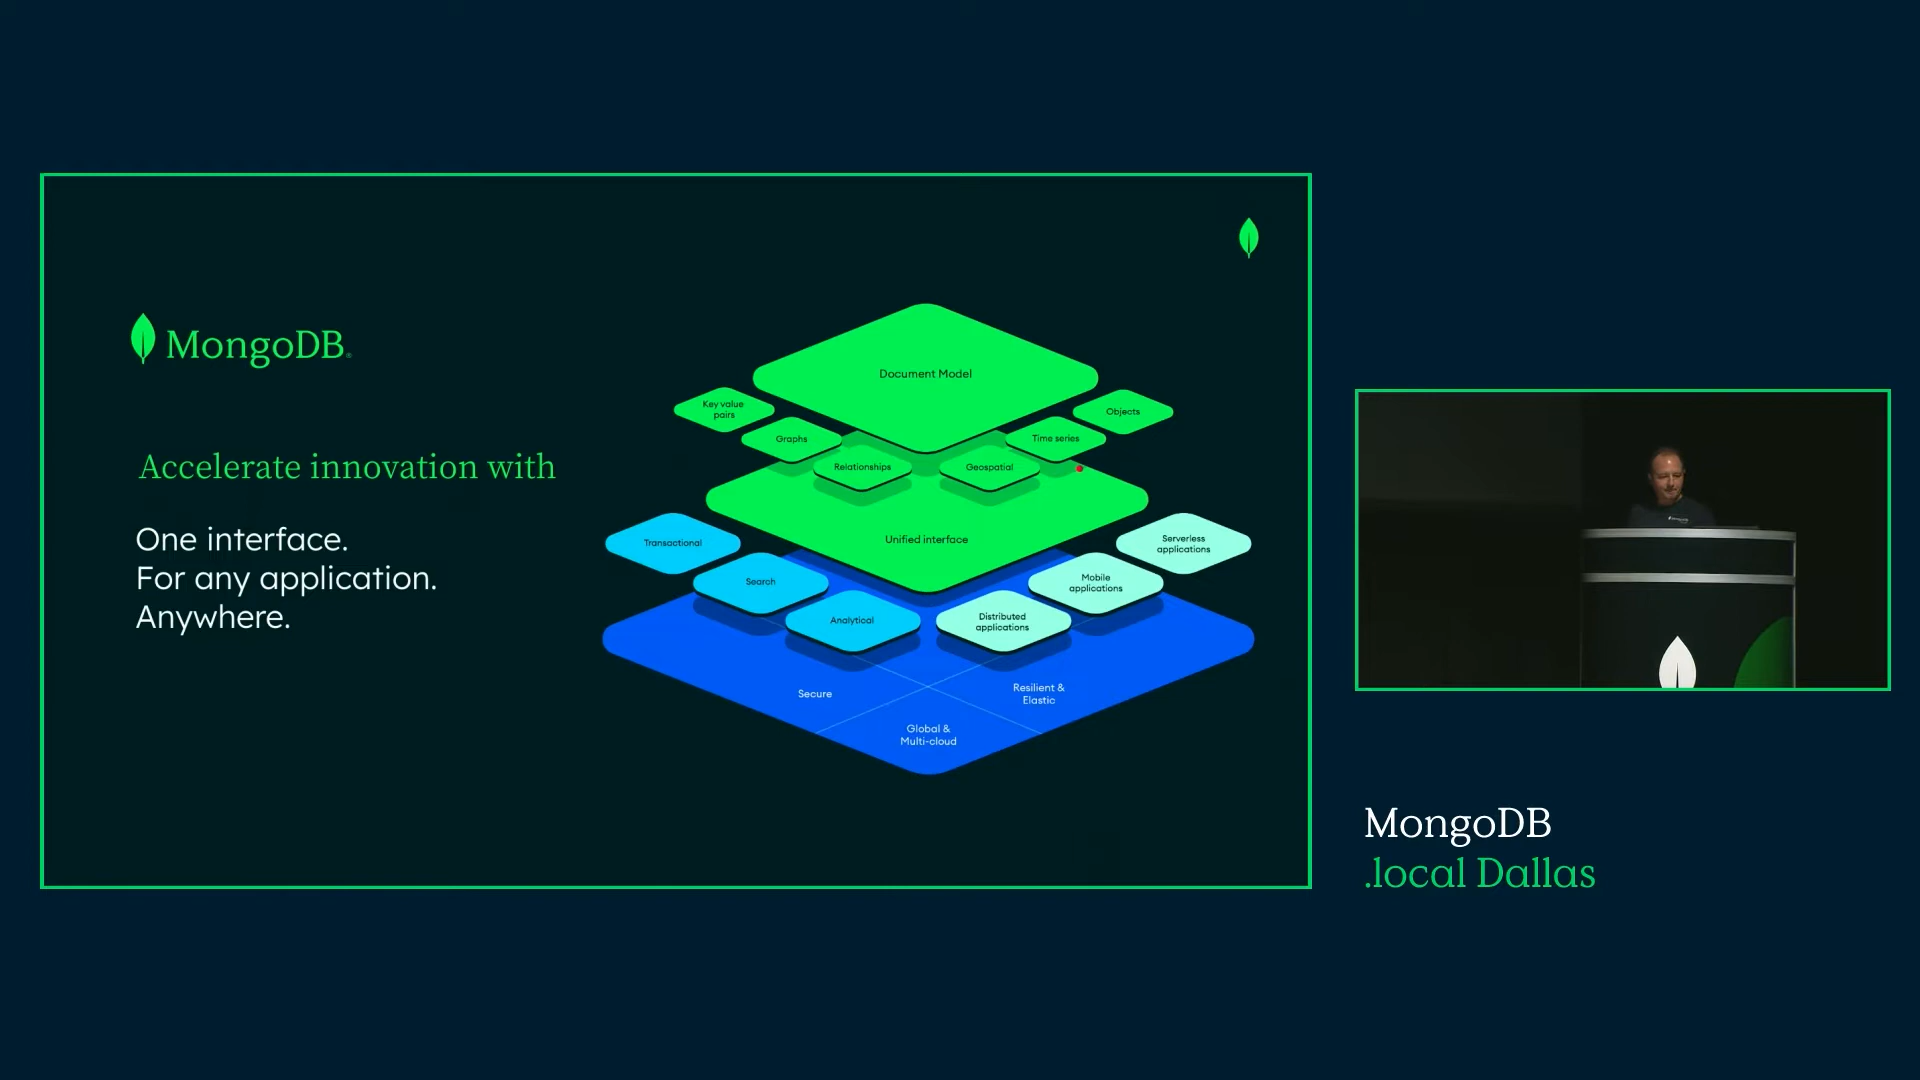 MongoDB®
Accelerate innovation with
One interface.
For any application.
Anywhere.
Document Model
Key value
pairs
Objects
Graphs
Time series
Relationships
Geospatial
Unified interface
Transactional
Serverless
applications
Search
Mobile
applications
Analytical
Distributed
applications
Secure
Resilient &
Elastic
Global &
Multi-cloud
MongoDB
.local Dallas